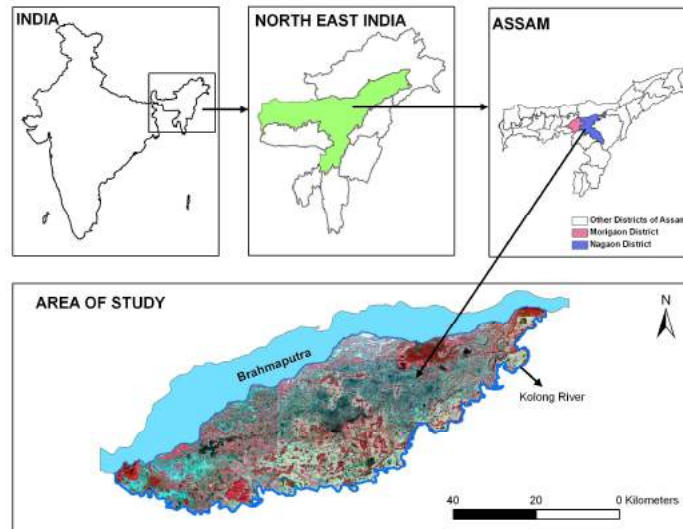 INDIA
NORTH EAST INDIA
ASSAM
Other Districts of Assam
Morigaon District
Nagaon District
AREA OF STUDY
N
Brahmaputra
Kolong River
40 20 0 Kilometers